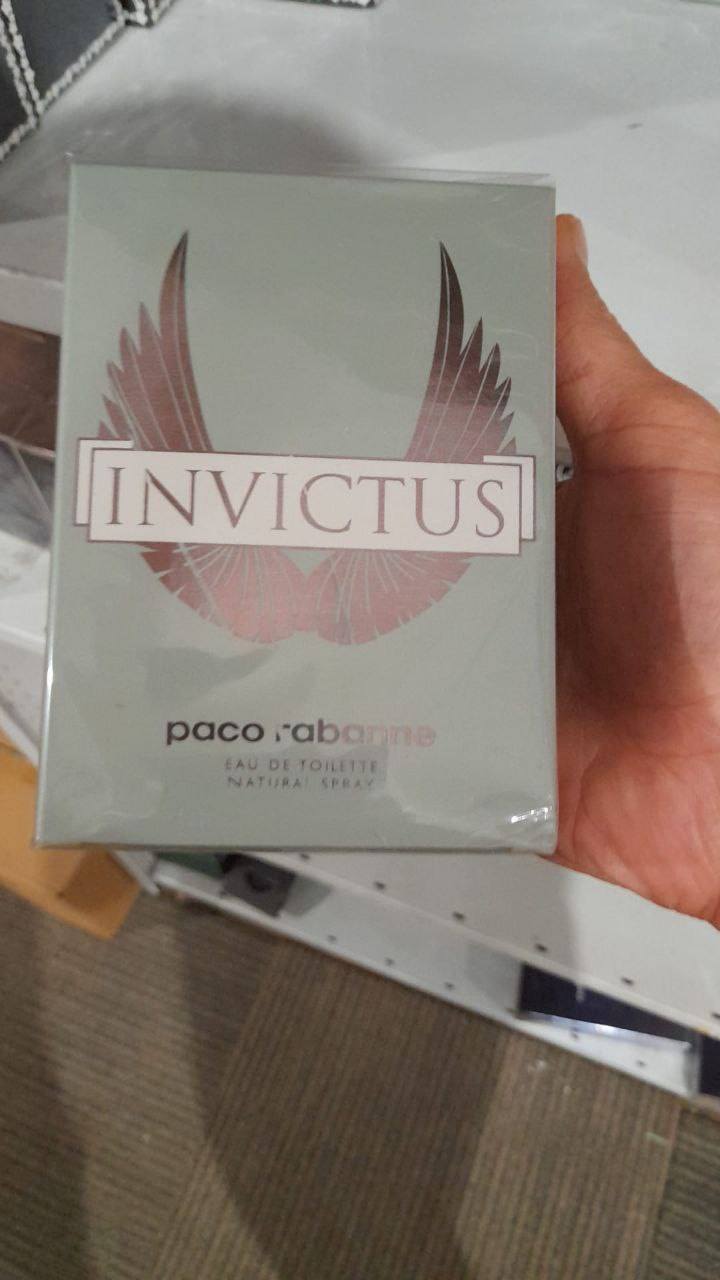 INVICTUS
paco rabanne
EAU DE TOILETTE
NATURAL SPRAY